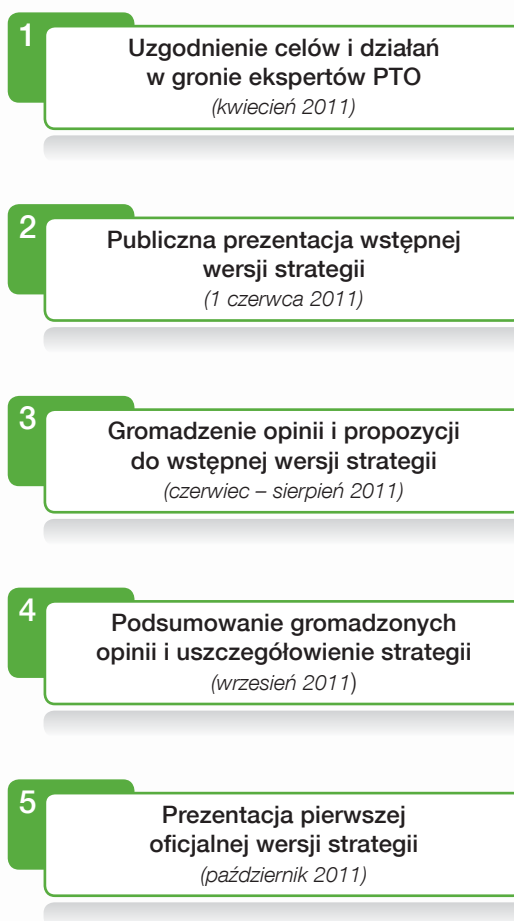 1
Uzgodnienie celów i działań
w gronie ekspertów PTO
(kwiecień 2011)
2
Publiczna prezentacja wstępnej
wersji strategii
(1 czerwca 2011)
3
Gromadzenie opinii i propozycji
do wstępnej wersji strategii
(czerwiec – sierpień 2011)
4
Podsumowanie gromadzonych
opinii i uszczegółowienie strategii
(wrzesień 2011)
5
Prezentacja pierwszej
oficjalnej wersji strategii
(październik 2011)